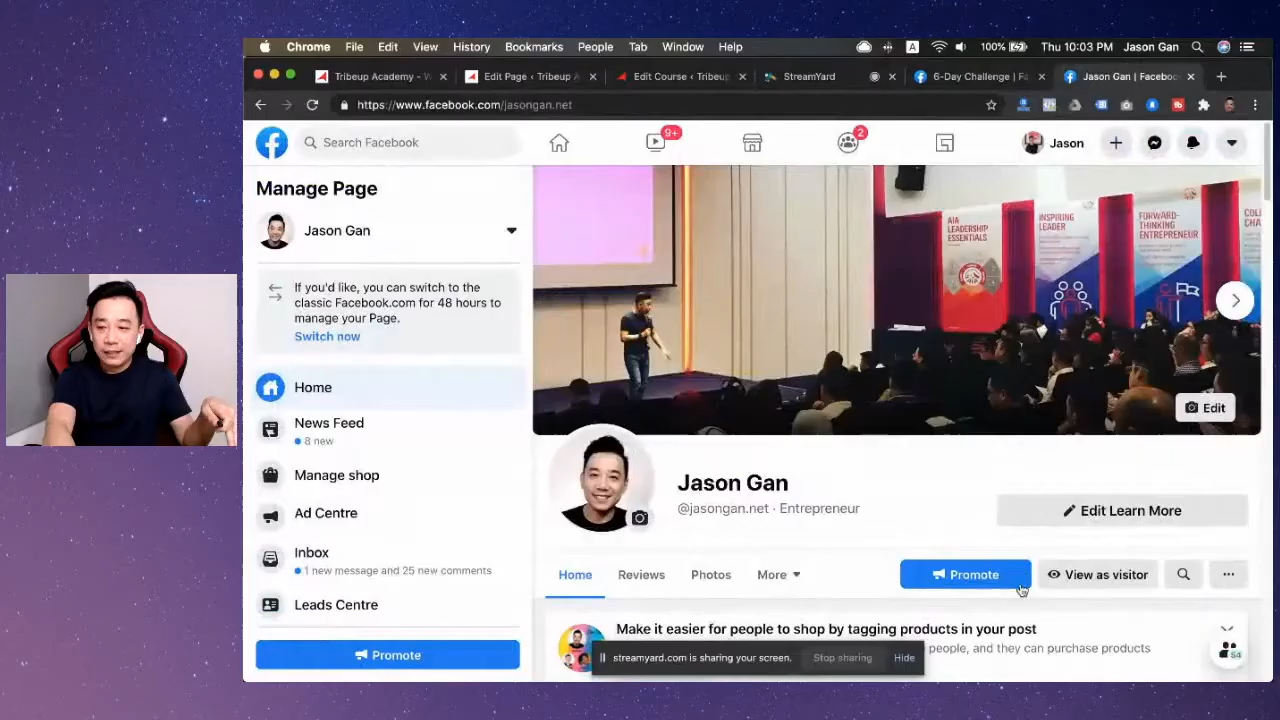 Chrome File Edit View History Bookmarks People Tab Window Help
A 100% Thu 10:03 PM Jason Gan
Tribeup Academy - W
Edit Page ‹ Tribeup A
Edit Course ‹ Tribeup
StreamYard
6-Day Challenge | Fa
Jason Gan | Faceboo
https://www.facebook.com/jasongan.net
Search Facebook
9+
2
Jason
Manage Page
Jason Gan
If you'd like, you can switch to the
classic Facebook.com for 48 hours to
manage your Page.
Switch now
Home
News Feed
8 new
Manage shop
Ad Centre
Inbox
1 new message and 25 new comments
Leads Centre
Promote
AIA
LEADERSHIP
ESSENTIALS
INSPIRING
LEADER
FORWARD-
THINKING
ENTREPRENEUR
Edit
Jason Gan
@jasongan.net · Entrepreneur
Edit Learn More
Home
Reviews
Photos
More
Promote
View as visitor
Make it easier for people to shop by tagging products in your post
people, and they can purchase products
streamyard.com is sharing your screen.
Stop sharing
Hide
54